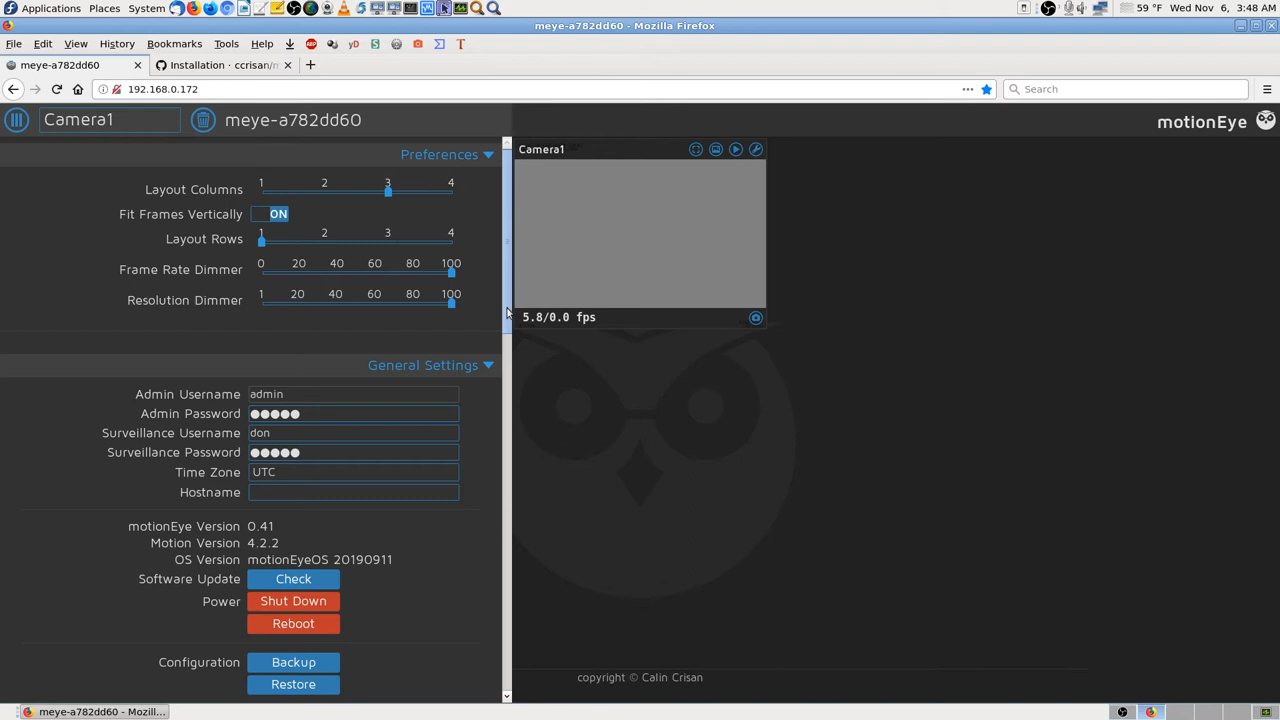 Applications Places System 59 °F Wed Nov 6, 3:48 AM
meye-a782dd60 - Mozilla Firefox
File Edit View History Bookmarks Tools Help ABP yD S T
meye-a782dd60 × Installation · ccrisan/m × +
192.168.0.172 Search
Camera1 meye-a782dd60 motionEye
Preferences
Camera1
Layout Columns 1 2 3 4
Fit Frames Vertically ON
Layout Rows 1 2 3 4
Frame Rate Dimmer 0 20 40 60 80 100
Resolution Dimmer 1 20 40 60 80 100
5.8/0.0 fps
General Settings
Admin Username admin
Admin Password ●●●●●
Surveillance Username don
Surveillance Password ●●●●●
Time Zone UTC
Hostname
motionEye Version 0.41
Motion Version 4.2.2
OS Version motionEyeOS 20190911
Software Update Check
Power Shut Down
Reboot
Configuration Backup
Restore
copyright © Calin Crisan
meye-a782dd60 - Mozill...